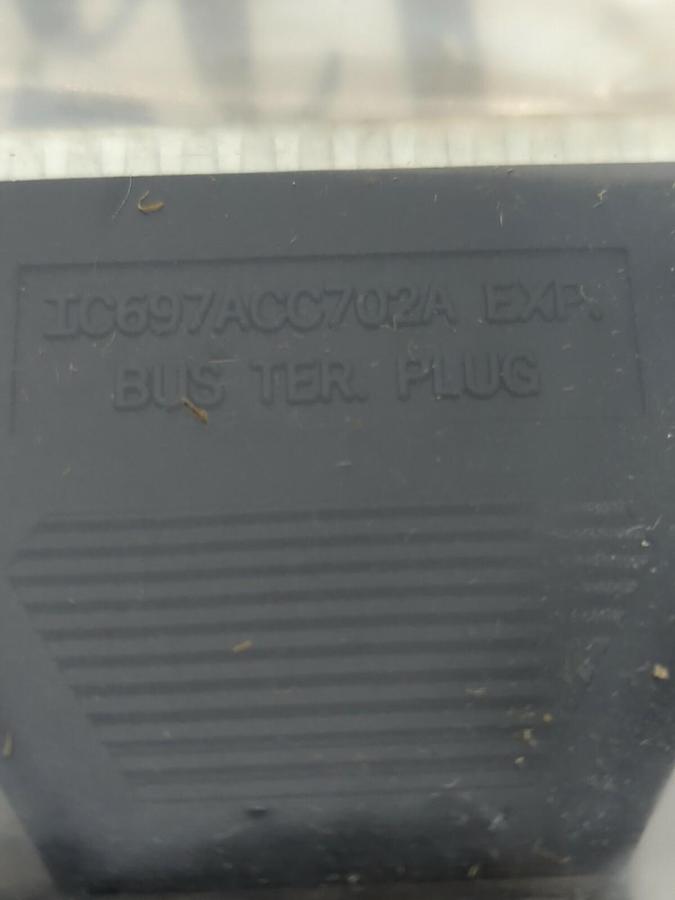 IC697ACC702A EXP.
BUS TER. PLUG